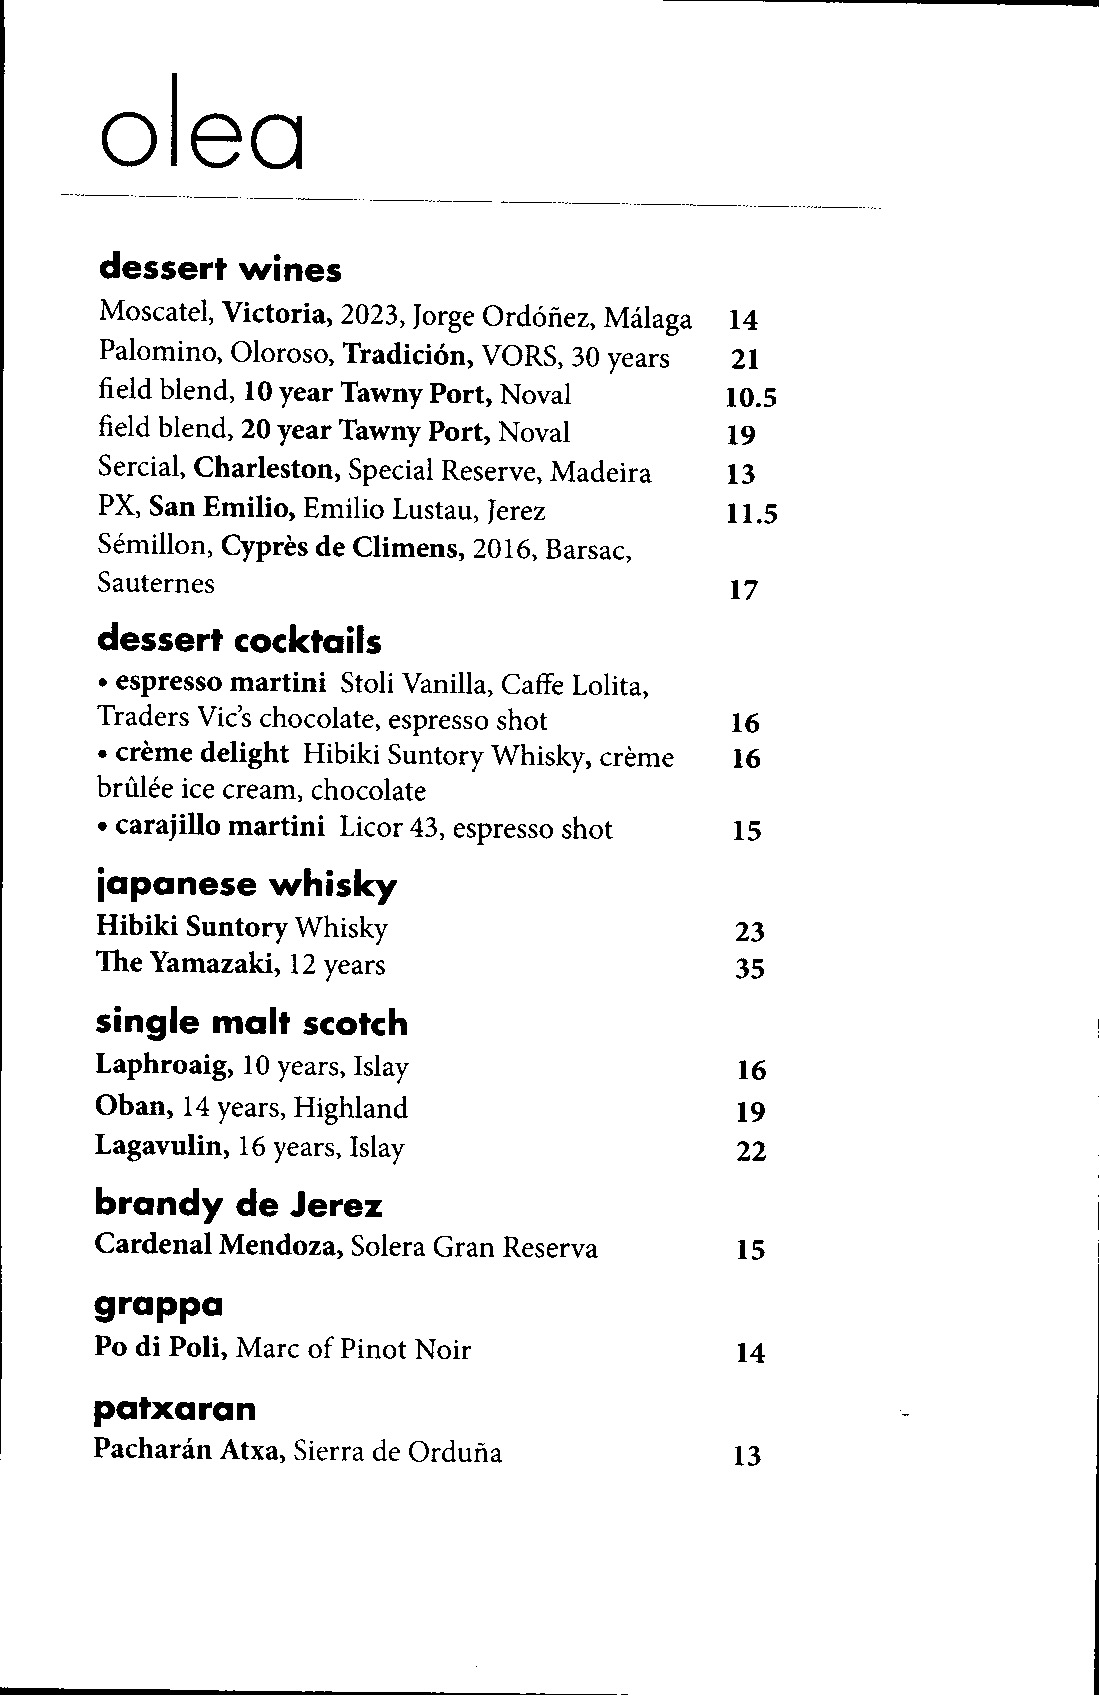 olea
dessert wines
Moscatel, Victoria, 2023, Jorge Ordóñez, Málaga 14
Palomino, Oloroso, Tradición, VORS, 30 years 21
field blend, 10 year Tawny Port, Noval 10.5
field blend, 20 year Tawny Port, Noval 19
Sercial, Charleston, Special Reserve, Madeira 13
PX, San Emilio, Emilio Lustau, Jerez 11.5
Sémillon, Cyprès de Climens, 2016, Barsac,
Sauternes 17
dessert cocktails
• espresso martini Stoli Vanilla, Caffe Lolita,
Traders Vic's chocolate, espresso shot 16
• crème delight Hibiki Suntory Whisky, crème 16
brûlée ice cream, chocolate
• carajillo martini Licor 43, espresso shot 15
japanese whisky
Hibiki Suntory Whisky 23
The Yamazaki, 12 years 35
single malt scotch
Laphroaig, 10 years, Islay 16
Oban, 14 years, Highland 19
Lagavulin, 16 years, Islay 22
brandy de Jerez
Cardenal Mendoza, Solera Gran Reserva 15
grappa
Po di Poli, Marc of Pinot Noir 14
patxaran
Pacharán Atxa, Sierra de Orduña 13